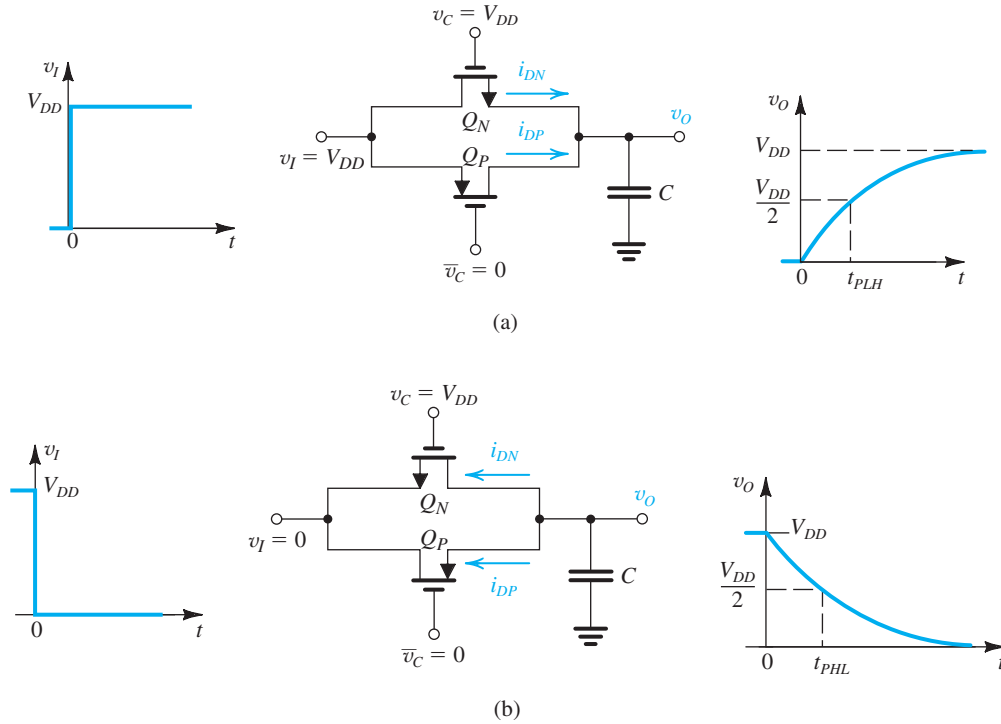 v_C = V_DD
v_I
V_DD
0
t
i_DN
Q_N
i_DP
Q_P
v_I = V_DD
v_O
C
v̅_C = 0
v_O
V_DD
V_DD/2
0
t_PLH
t
(a)
v_C = V_DD
v_I
V_DD
0
t
i_DN
Q_N
v_O
v_I = 0
Q_P
i_DP
C
v̅_C = 0
v_O
V_DD
V_DD/2
0
t_PHL
t
(b)